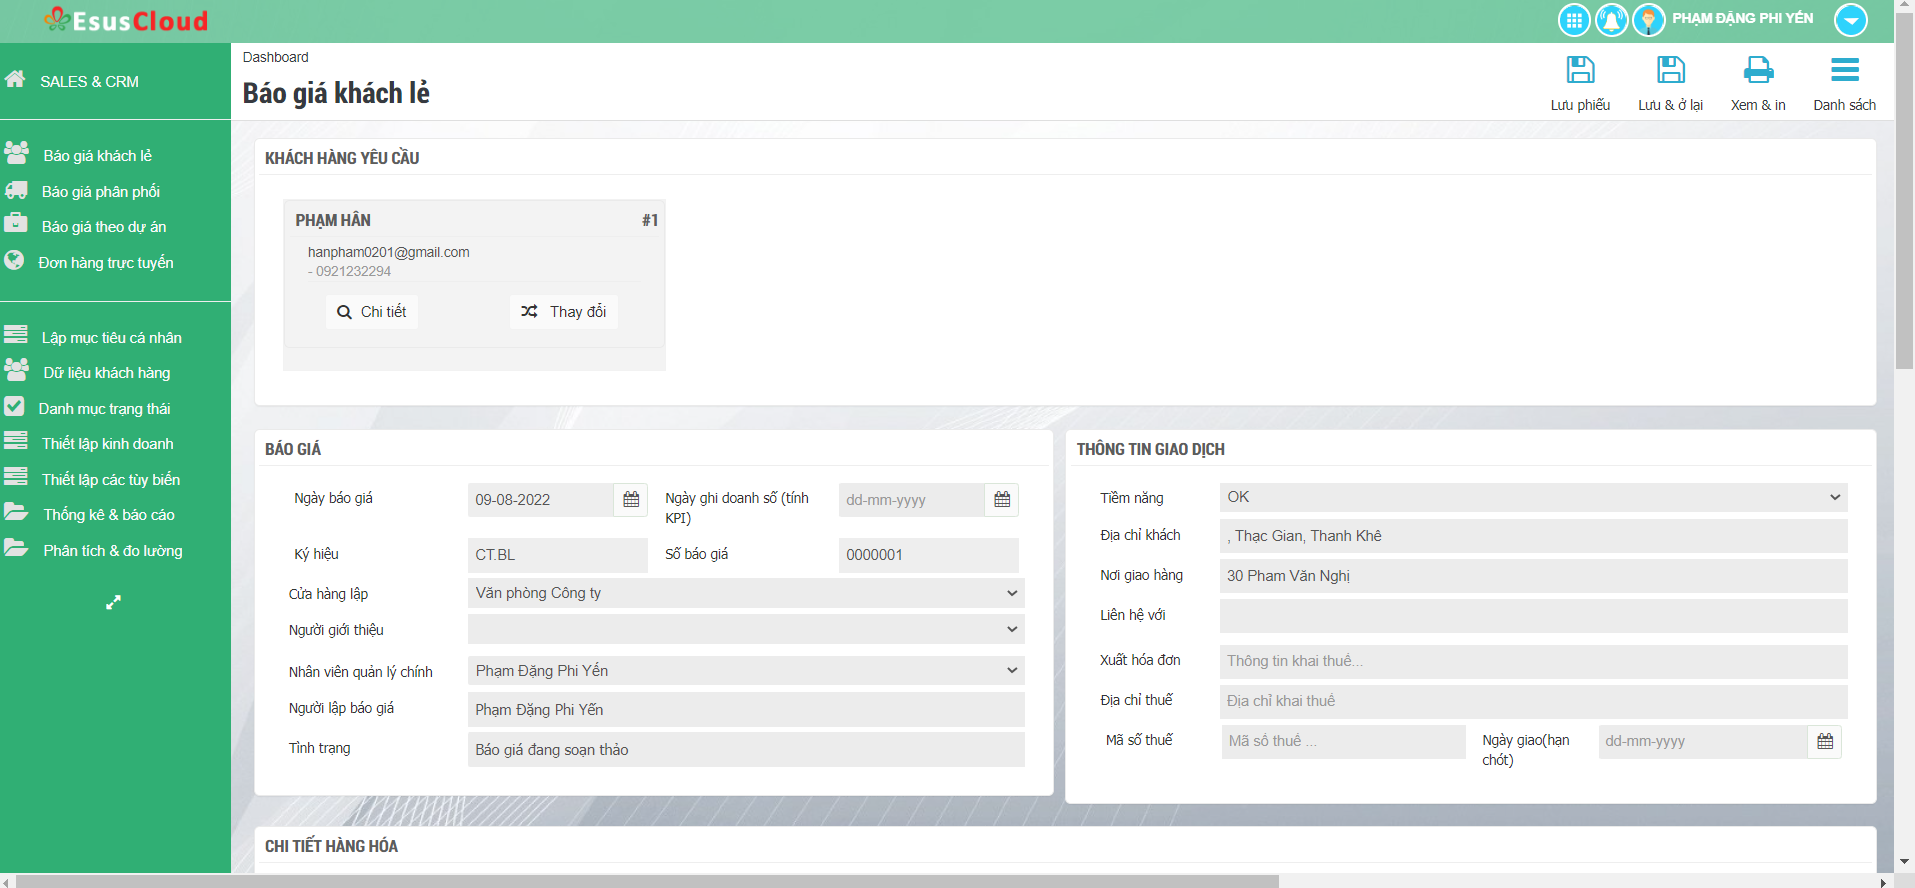 EsusCloud
PHẠM ĐẶNG PHI YẾN
SALES & CRM
Báo giá khách lẻ
Báo giá phân phối
Báo giá theo dự án
Đơn hàng trực tuyến
Lập mục tiêu cá nhân
Dữ liệu khách hàng
Danh mục trạng thái
Thiết lập kinh doanh
Thiết lập các tùy biến
Thống kê & báo cáo
Phân tích & đo lường
Dashboard
Báo giá khách lẻ
Lưu phiếu
Lưu & ở lại
Xem & in
Danh sách
KHÁCH HÀNG YÊU CẦU
PHẠM HÂN #1
hanpham0201@gmail.com
- 0921232294
Chi tiết
Thay đổi
BÁO GIÁ
Ngày báo giá 09-08-2022 Ngày ghi doanh số (tính
KPI) dd-mm-yyyy
Ký hiệu CT.BL Số báo giá 0000001
Cửa hàng lập Văn phòng Công ty
Người giới thiệu
Nhân viên quản lý chính Phạm Đặng Phi Yến
Người lập báo giá Phạm Đặng Phi Yến
Tình trạng Báo giá đang soạn thảo
THÔNG TIN GIAO DỊCH
Tiềm năng OK
Địa chỉ khách , Thạc Gian, Thanh Khê
Nơi giao hàng 30 Pham Văn Nghị
Liên hệ với
Xuất hóa đơn Thông tin khai thuế...
Địa chỉ thuế Địa chỉ khai thuế
Mã số thuế Mã số thuế ... Ngày giao(hạn
chót) dd-mm-yyyy
CHI TIẾT HÀNG HÓA